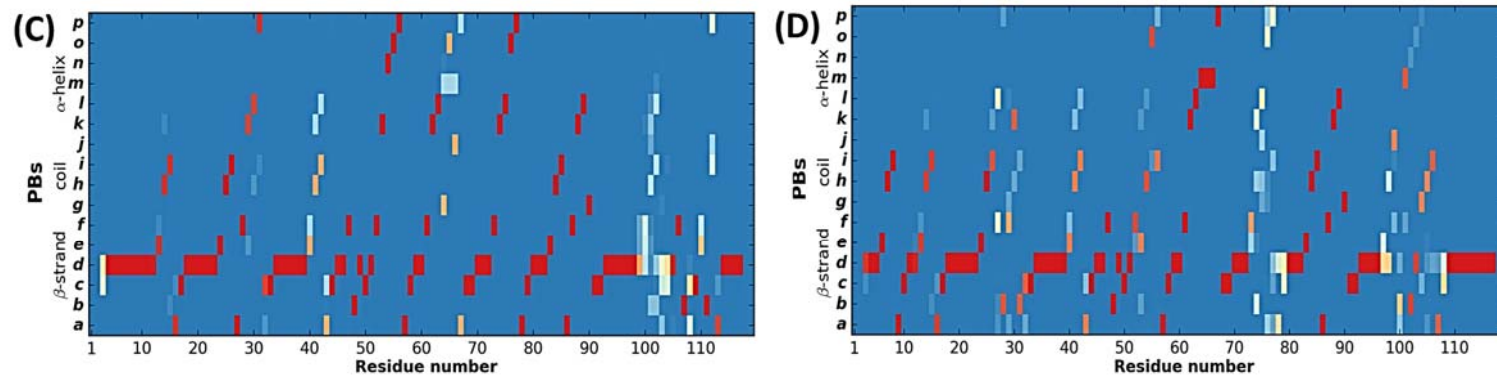 (C)
PBs
α-helix
coil
β-strand
p
o
n
m
l
k
j
i
h
g
f
e
d
c
b
a
1 10 20 30 40 50 60 70 80 90 100 110
Residue number
(D)
PBs
α-helix
coil
β-strand
p
o
n
m
l
k
j
i
h
g
f
e
d
c
b
a
1 10 20 30 40 50 60 70 80 90 100 110
Residue number